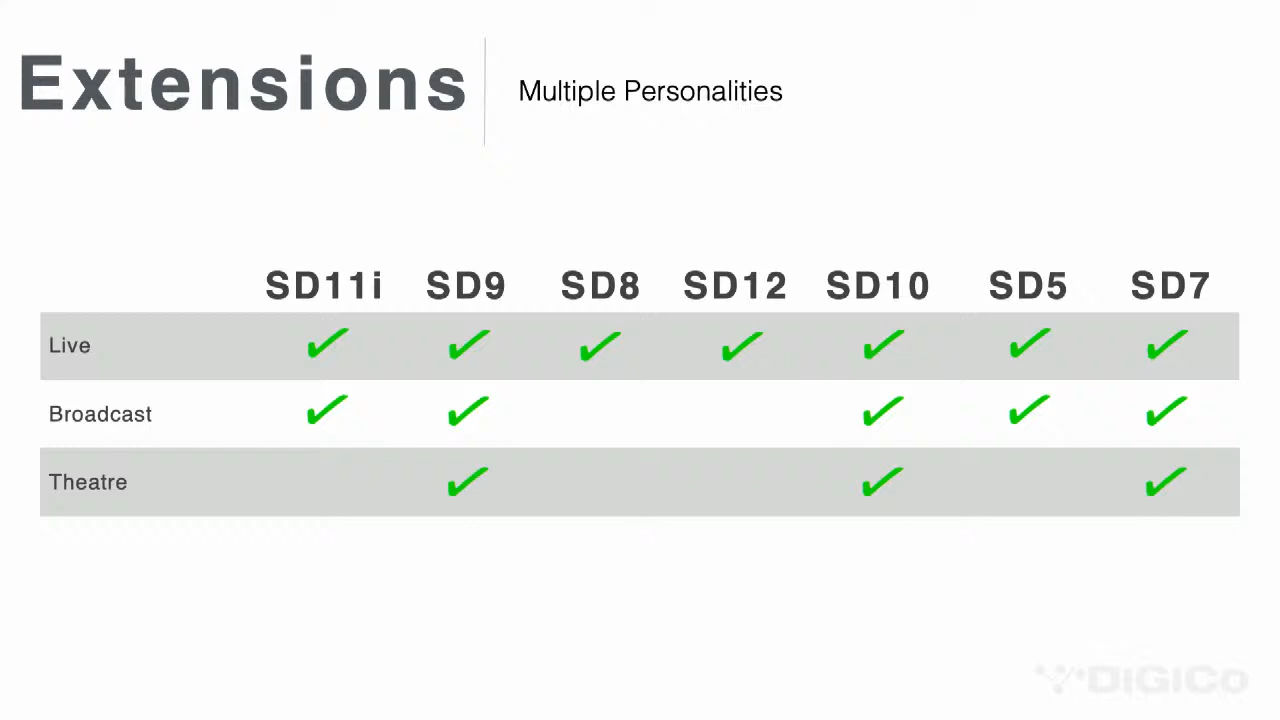 Extensions
Multiple Personalities
SD11i SD9 SD8 SD12 SD10 SD5 SD7
Live ✓ ✓ ✓ ✓ ✓ ✓ ✓
Broadcast ✓ ✓ ✓ ✓ ✓
Theatre ✓ ✓ ✓
DiGiCo